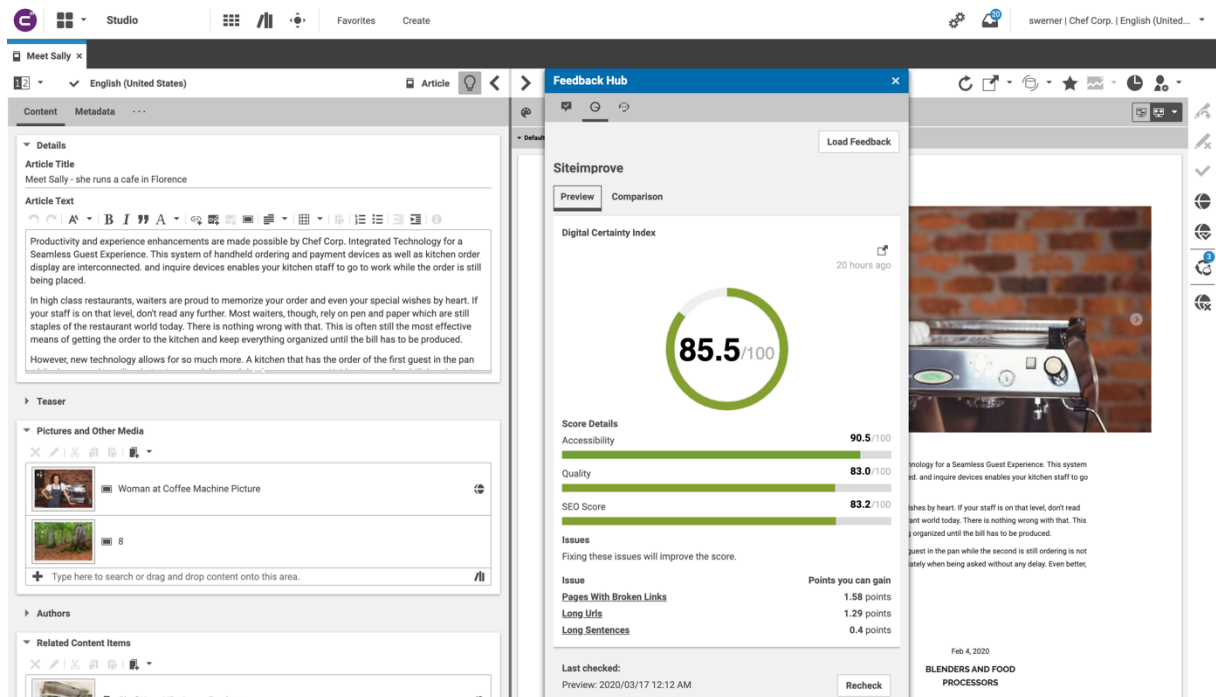 Studio
Favorites
Create
20
swerner | Chef Corp. | English (United...
Meet Sally ×
12
English (United States)
Article
Feedback Hub
Content
Metadata
...
Default
Load Feedback
Details
Article Title
Meet Sally - she runs a cafe in Florence
Article Text
Productivity and experience enhancements are made possible by Chef Corp. Integrated Technology for a
Seamless Guest Experience. This system of handheld ordering and payment devices as well as kitchen order
display are interconnected. and inquire devices enables your kitchen staff to go to work while the order is still
being placed.
In high class restaurants, waiters are proud to memorize your order and even your special wishes by heart. If
your staff is on that level, don't read any further. Most waiters, though, rely on pen and paper which are still
staples of the restaurant world today. There is nothing wrong with that. This is often still the most effective
means of getting the order to the kitchen and keep everything organized until the bill has to be produced.
However, new technology allows for so much more. A kitchen that has the order of the first guest in the pan
Teaser
Pictures and Other Media
Woman at Coffee Machine Picture
8
Type here to search or drag and drop content onto this area.
Authors
Related Content Items
Siteimprove
Preview
Comparison
Digital Certainty Index
20 hours ago
85.5/100
Score Details
Accessibility
90.5/100
Quality
83.0/100
SEO Score
83.2/100
Issues
Fixing these issues will improve the score.
Issue
Points you can gain
Pages With Broken Links
1.58 points
Long Urls
1.29 points
Long Sentences
0.4 points
Last checked:
Preview: 2020/03/17 12:12 AM
Recheck
3
nology for a Seamless Guest Experience. This system
ed. and inquire devices enables your kitchen staff to go
ishes by heart. If your staff is on that level, don't read
ant world today. There is nothing wrong with that. This
organized until the bill has to be produced.
guest in the pan while the second is still ordering is not
iately when being asked without any delay. Even better,
Feb 4, 2020
BLENDERS AND FOOD
PROCESSORS